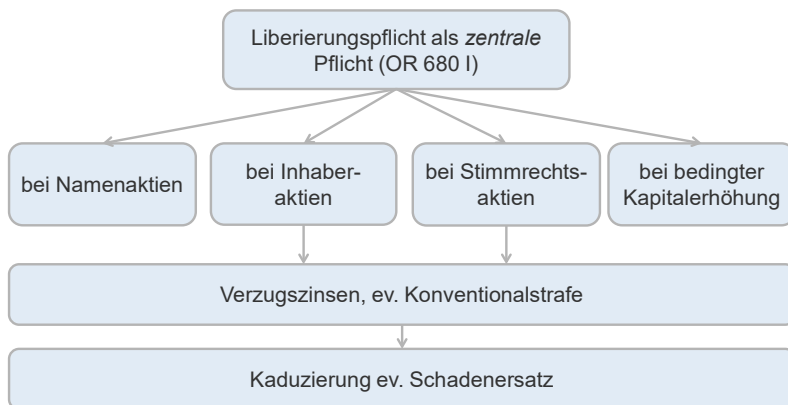 Liberierungspflicht als zentrale
Pflicht (OR 680 I)
bei Namenaktien
bei Inhaber-
aktien
bei Stimmrechts-
aktien
bei bedingter
Kapitalerhöhung
Verzugszinsen, ev. Konventionalstrafe
Kaduzierung ev. Schadenersatz